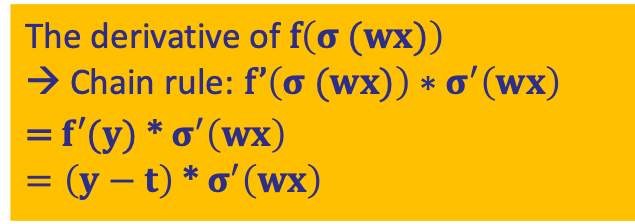 The derivative of f(σ (wx))
→ Chain rule: f’(σ (wx)) ∗ σ′(wx)
= f′(y) * σ′(wx)
= (y − t) * σ′(wx)